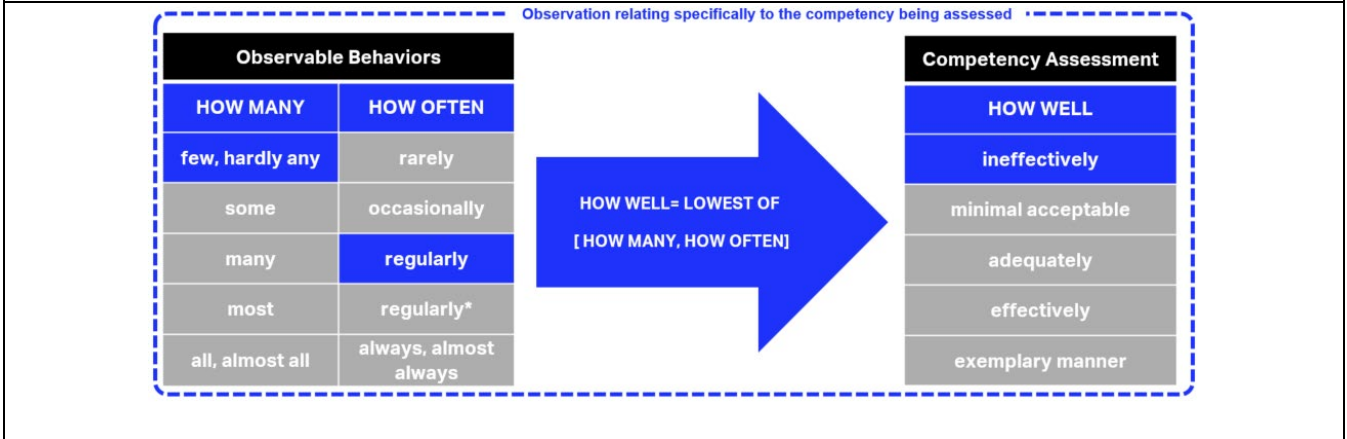 Observation relating specifically to the competency being assessed
Observable Behaviors
HOW MANY
HOW OFTEN
few, hardly any
rarely
some
occasionally
many
regularly
most
regularly*
all, almost all
always, almost
always
HOW WELL= LOWEST OF
[ HOW MANY, HOW OFTEN]
Competency Assessment
HOW WELL
ineffectively
minimal acceptable
adequately
effectively
exemplary manner